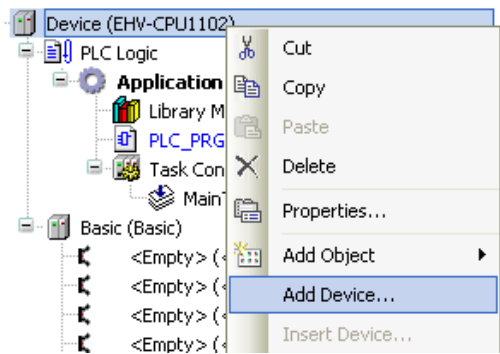 Device (EHV-CPU1102)
PLC Logic
Application
Library M
PLC_PRG
Task Con
MainT
Basic (Basic)
<Empty> (<
<Empty> (<
<Empty> (<
<Empty> (<
Cut
Copy
Paste
Delete
Properties...
Add Object
Add Device...
Insert Device...